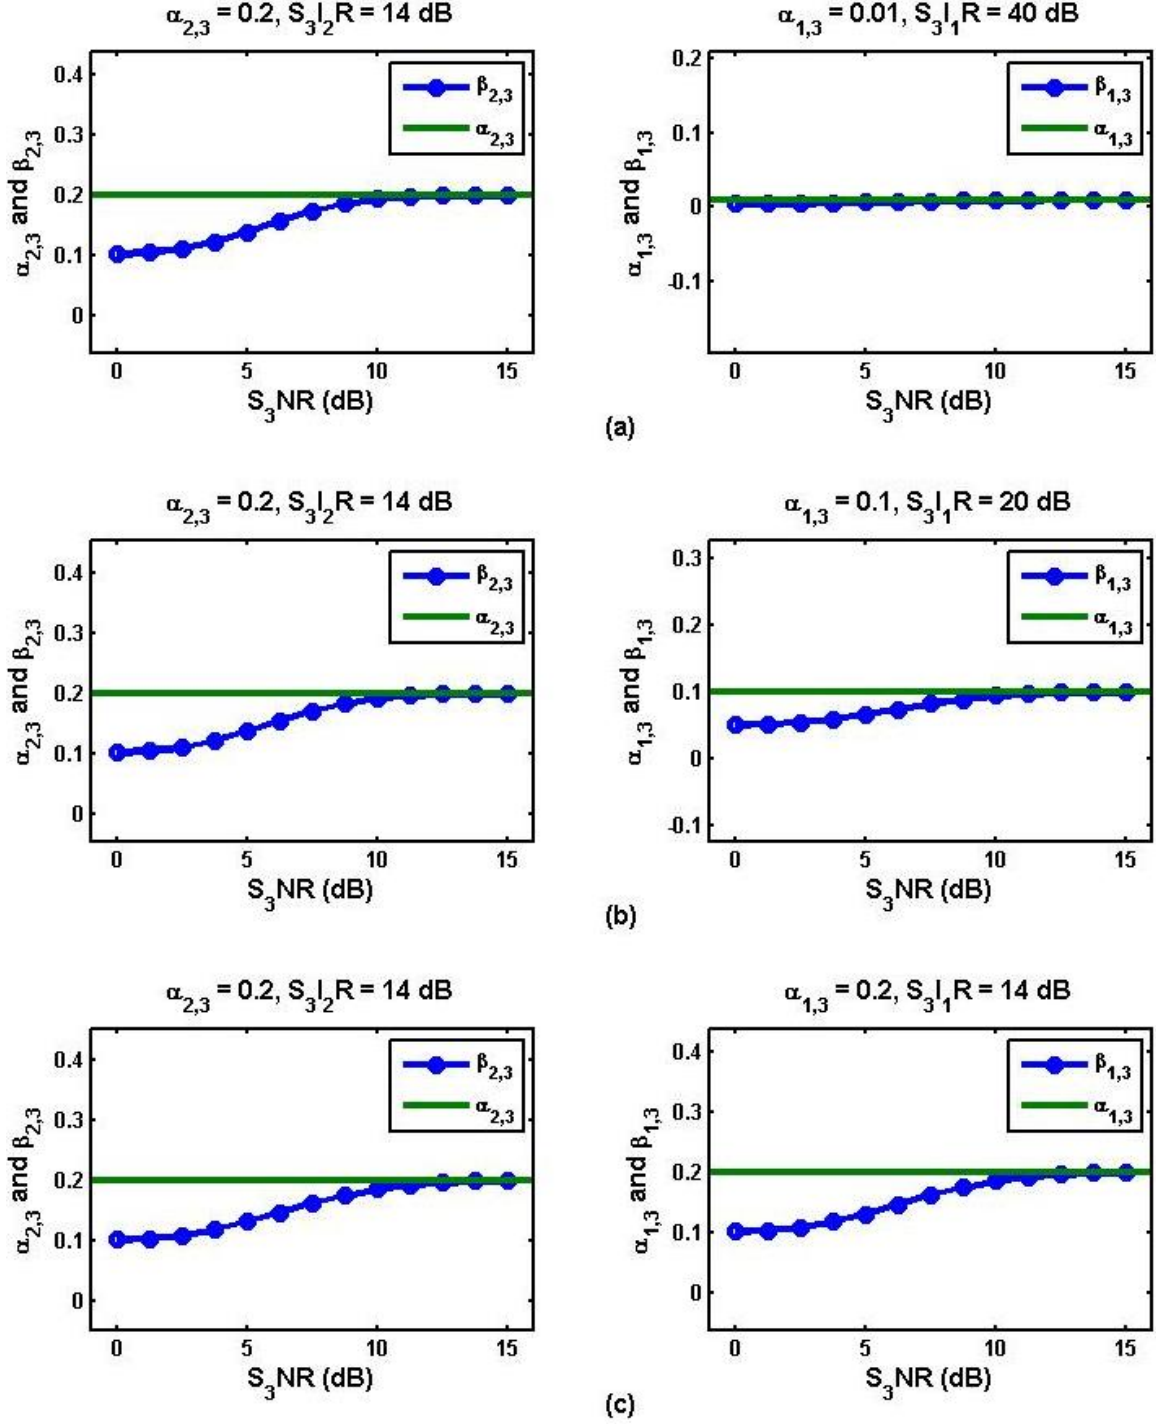 α2,3 = 0.2, S3I2R = 14 dB
0.4
0.3
0.2
0.1
0
α2,3 and β2,3
β2,3
α2,3
0 5 10 15
S3NR (dB)
α1,3 = 0.01, S3I1R = 40 dB
0.2
0.1
0
-0.1
α1,3 and β1,3
β1,3
α1,3
0 5 10 15
S3NR (dB)
(a)
α2,3 = 0.2, S3I2R = 14 dB
0.4
0.3
0.2
0.1
0
α2,3 and β2,3
β2,3
α2,3
0 5 10 15
S3NR (dB)
α1,3 = 0.1, S3I1R = 20 dB
0.3
0.2
0.1
0
-0.1
α1,3 and β1,3
β1,3
α1,3
0 5 10 15
S3NR (dB)
(b)
α2,3 = 0.2, S3I2R = 14 dB
0.4
0.3
0.2
0.1
0
α2,3 and β2,3
β2,3
α2,3
0 5 10 15
S3NR (dB)
α1,3 = 0.2, S3I1R = 14 dB
0.4
0.3
0.2
0.1
0
α1,3 and β1,3
β1,3
α1,3
0 5 10 15
S3NR (dB)
(c)